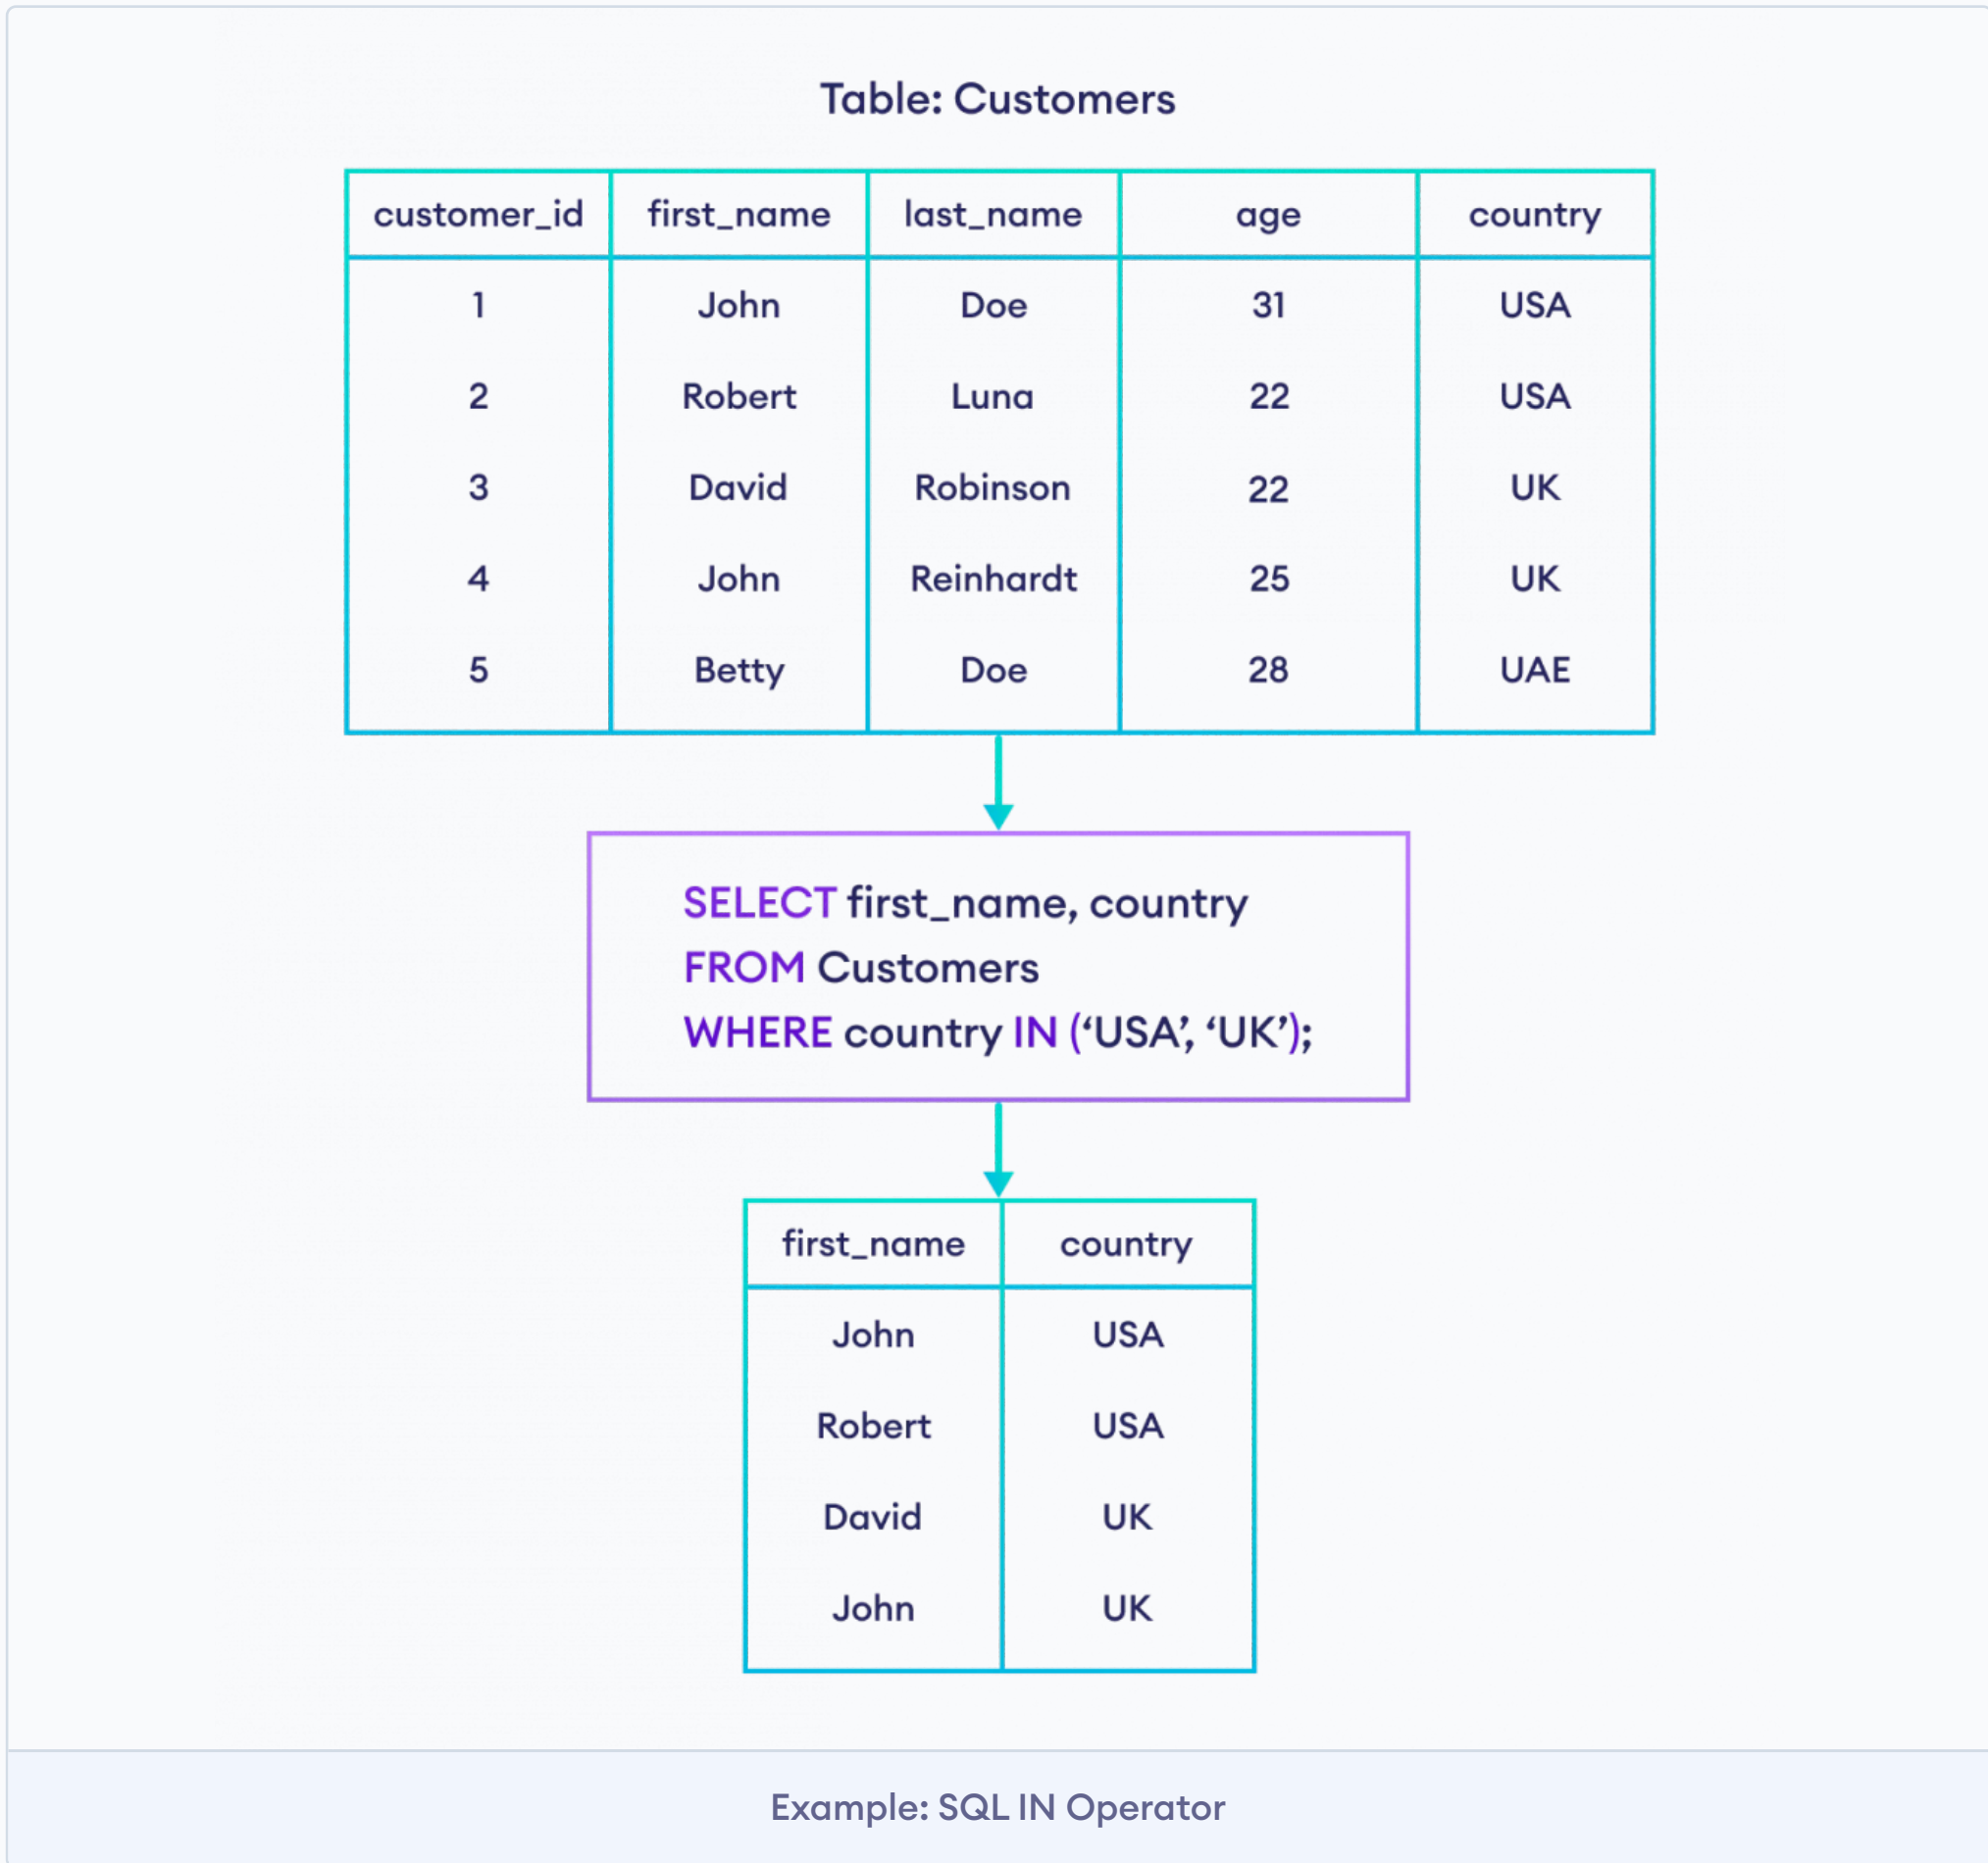 Table: Customers
customer_id first_name last_name age country
1 John Doe 31 USA
2 Robert Luna 22 USA
3 David Robinson 22 UK
4 John Reinhardt 25 UK
5 Betty Doe 28 UAE
SELECT first_name, country
FROM Customers
WHERE country IN (‘USA’, ‘UK’);
first_name country
John USA
Robert USA
David UK
John UK
Example: SQL IN Operator